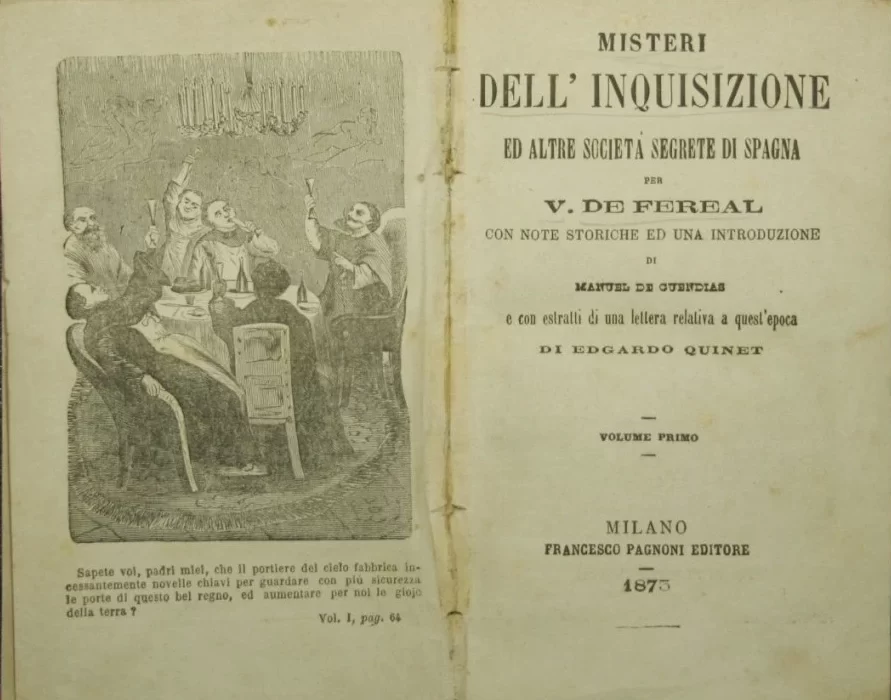 Sapete voi, padri miei, che il portiere del cielo fabbrica in-
cessantemente novelle chiavi per guardare con più sicurezza
le porte di questo bel regno, ed aumentare per noi le gioje
della terra?
Vol. I, pag. 64
MISTERI
DELL' INQUISIZIONE
ED ALTRE SOCIETÀ SEGRETE DI SPAGNA
PER
V. DE FEREAL
CON NOTE STORICHE ED UNA INTRODUZIONE
DI
MANUEL DE CUENDIAS
e con estratti di una lettera relativa a quest'epoca
DI EDGARDO QUINET
VOLUME PRIMO
MILANO
FRANCESCO PAGNONI EDITORE
1873